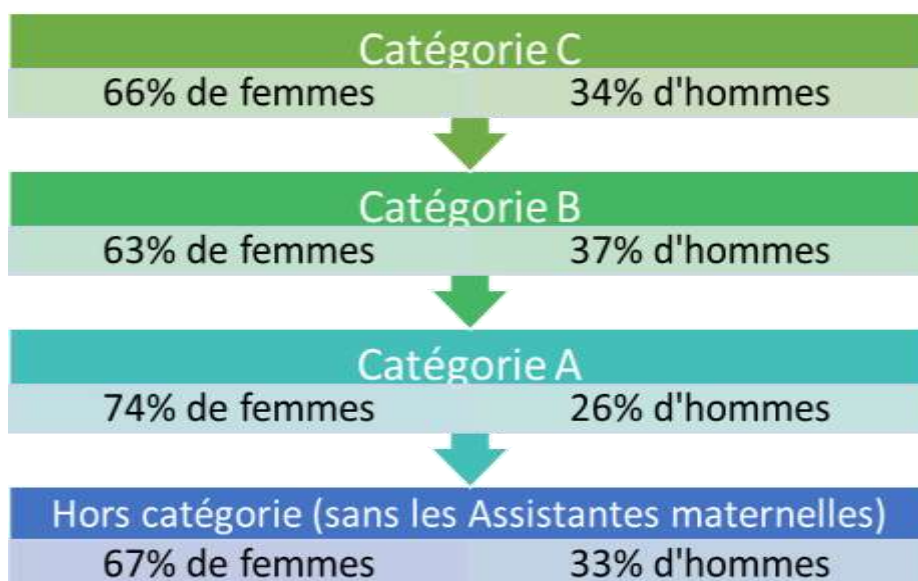 Catégorie C
66% de femmes 34% d'hommes
Catégorie B
63% de femmes 37% d'hommes
Catégorie A
74% de femmes 26% d'hommes
Hors catégorie (sans les Assistantes maternelles)
67% de femmes 33% d'hommes